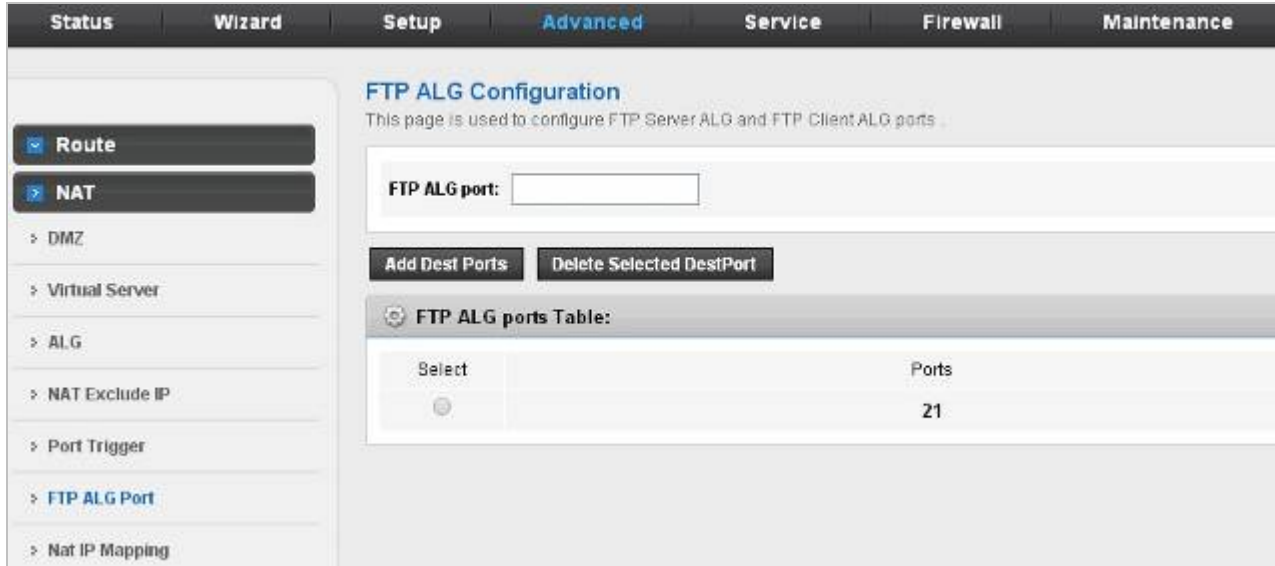 Status Wizard Setup Advanced Service Firewall Maintenance
Route
NAT
DMZ
Virtual Server
ALG
NAT Exclude IP
Port Trigger
FTP ALG Port
Nat IP Mapping
FTP ALG Configuration
This page is used to configure FTP Server ALG and FTP Client ALG ports .
FTP ALG port:
Add Dest Ports Delete Selected DestPort
FTP ALG ports Table:
Select Ports
21